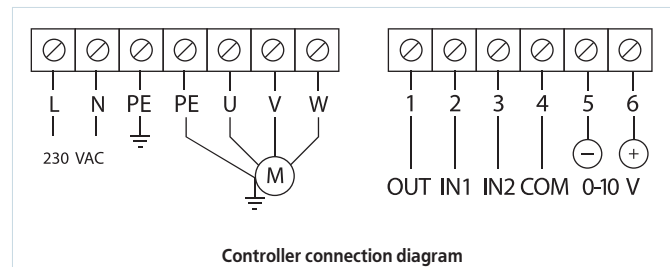 L N PE PE U V W 1 2 3 4 5 6
230 VAC M − +
OUT IN1 IN2 COM 0-10 V
Controller connection diagram